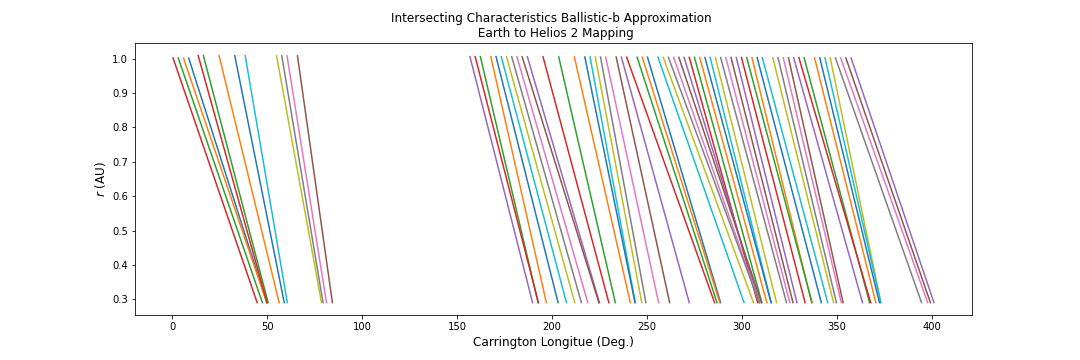 Intersecting Characteristics Ballistic-b Approximation
Earth to Helios 2 Mapping
1.0
0.9
0.8
0.7
0.6
0.5
0.4
0.3
r (AU)
0 50 100 150 200 250 300 350 400
Carrington Longitue (Deg.)